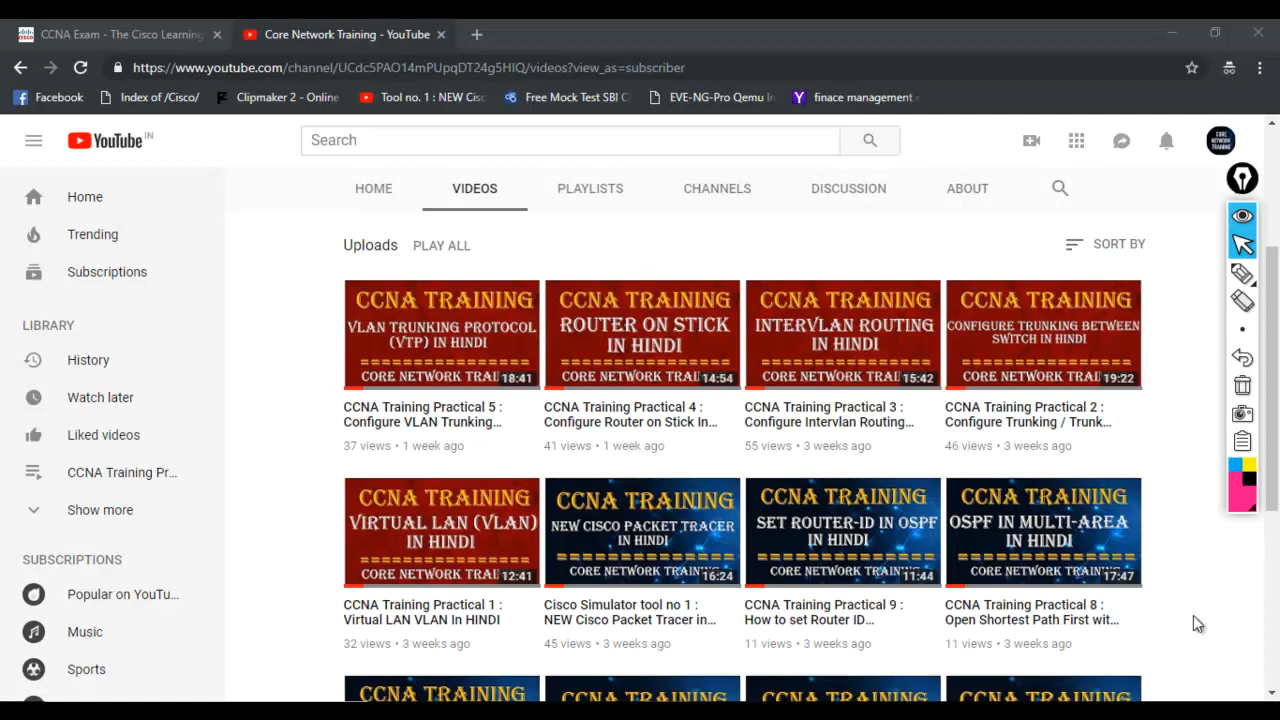 CCNA Exam - The Cisco Learning
Core Network Training - YouTube
https://www.youtube.com/channel/UCdc5PAO14mPUpqDT24g5HIQ/videos?view_as=subscriber
Facebook
Index of /Cisco/
Clipmaker 2 - Online
Tool no. 1 : NEW Cisc
Free Mock Test SBI C
EVE-NG-Pro Qemu In
finace management
YouTube IN
Search
HOME
VIDEOS
PLAYLISTS
CHANNELS
DISCUSSION
ABOUT
Home
Trending
Subscriptions
LIBRARY
History
Watch later
Liked videos
CCNA Training Pr...
Show more
SUBSCRIPTIONS
Popular on YouTu...
Music
Sports
Uploads
PLAY ALL
SORT BY
CCNA TRAINING
VLAN TRUNKING PROTOCOL
(VTP) IN HINDI
CORE NETWORK TRAI
18:41
CCNA Training Practical 5 :
Configure VLAN Trunking...
37 views • 1 week ago
CCNA TRAINING
ROUTER ON STICK
IN HINDI
CORE NETWORK TRAI
14:54
CCNA Training Practical 4 :
Configure Router on Stick In...
41 views • 1 week ago
CCNA TRAINING
INTERVLAN ROUTING
IN HINDI
CORE NETWORK TRAI
15:42
CCNA Training Practical 3 :
Configure Intervlan Routing...
55 views • 3 weeks ago
CCNA TRAINING
CONFIGURE TRUNKING BETWEEN
SWITCH IN HINDI
CORE NETWORK TRAI
19:22
CCNA Training Practical 2 :
Configure Trunking / Trunk...
46 views • 3 weeks ago
CCNA TRAINING
VIRTUAL LAN (VLAN)
IN HINDI
CORE NETWORK TRAI
12:41
CCNA Training Practical 1 :
Virtual LAN VLAN In HINDI
32 views • 3 weeks ago
CCNA TRAINING
NEW CISCO PACKET TRACER
IN HINDI
CORE NETWORK TRAINING
16:24
Cisco Simulator tool no 1 :
NEW Cisco Packet Tracer in...
45 views • 3 weeks ago
CCNA TRAINING
SET ROUTER-ID IN OSPF
IN HINDI
CORE NETWORK TRAINING
11:44
CCNA Training Practical 9 :
How to set Router ID...
11 views • 3 weeks ago
CCNA TRAINING
OSPF IN MULTI-AREA
IN HINDI
CORE NETWORK TRAINING
17:47
CCNA Training Practical 8 :
Open Shortest Path First wit...
11 views • 3 weeks ago
CCNA TRAINING
CCNA TRAINING
CCNA TRAINING
CCNA TRAINING